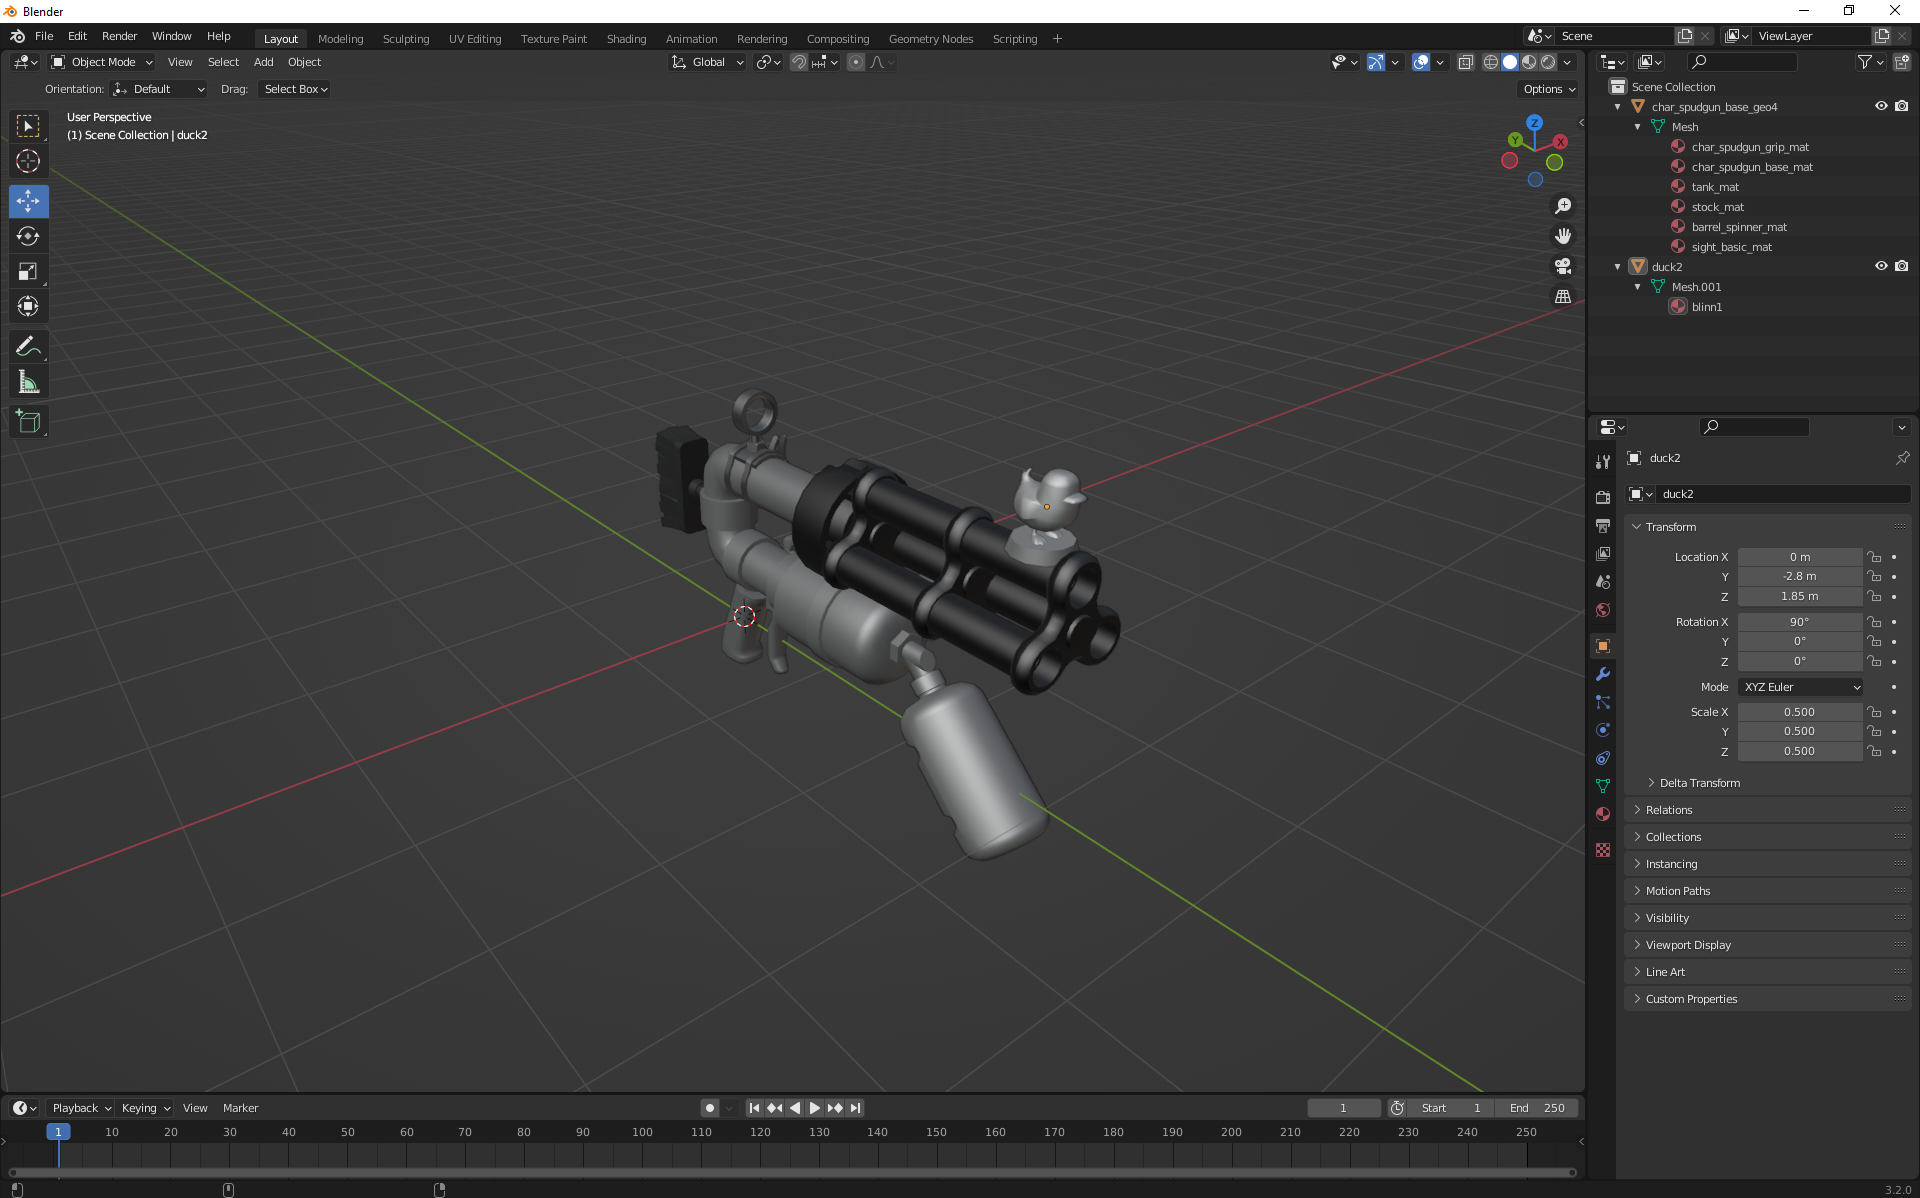 Blender
File Edit Render Window Help Layout Modeling Sculpting UV Editing Texture Paint Shading Animation Rendering Compositing Geometry Nodes Scripting + Scene ViewLayer
Object Mode View Select Add Object Global
Orientation: Default Drag: Select Box Options
User Perspective
(1) Scene Collection | duck2
Z
Y X
Scene Collection
char_spudgun_base_geo4
Mesh
char_spudgun_grip_mat
char_spudgun_base_mat
tank_mat
stock_mat
barrel_spinner_mat
sight_basic_mat
duck2
Mesh.001
blinn1
duck2
duck2
Transform
Location X 0 m
Y -2.8 m
Z 1.85 m
Rotation X 90°
Y 0°
Z 0°
Mode XYZ Euler
Scale X 0.500
Y 0.500
Z 0.500
Delta Transform
Relations
Collections
Instancing
Motion Paths
Visibility
Viewport Display
Line Art
Custom Properties
Playback Keying View Marker 1 Start 1 End 250
1 10 20 30 40 50 60 70 80 90 100 110 120 130 140 150 160 170 180 190 200 210 220 230 240 250
3.2.0